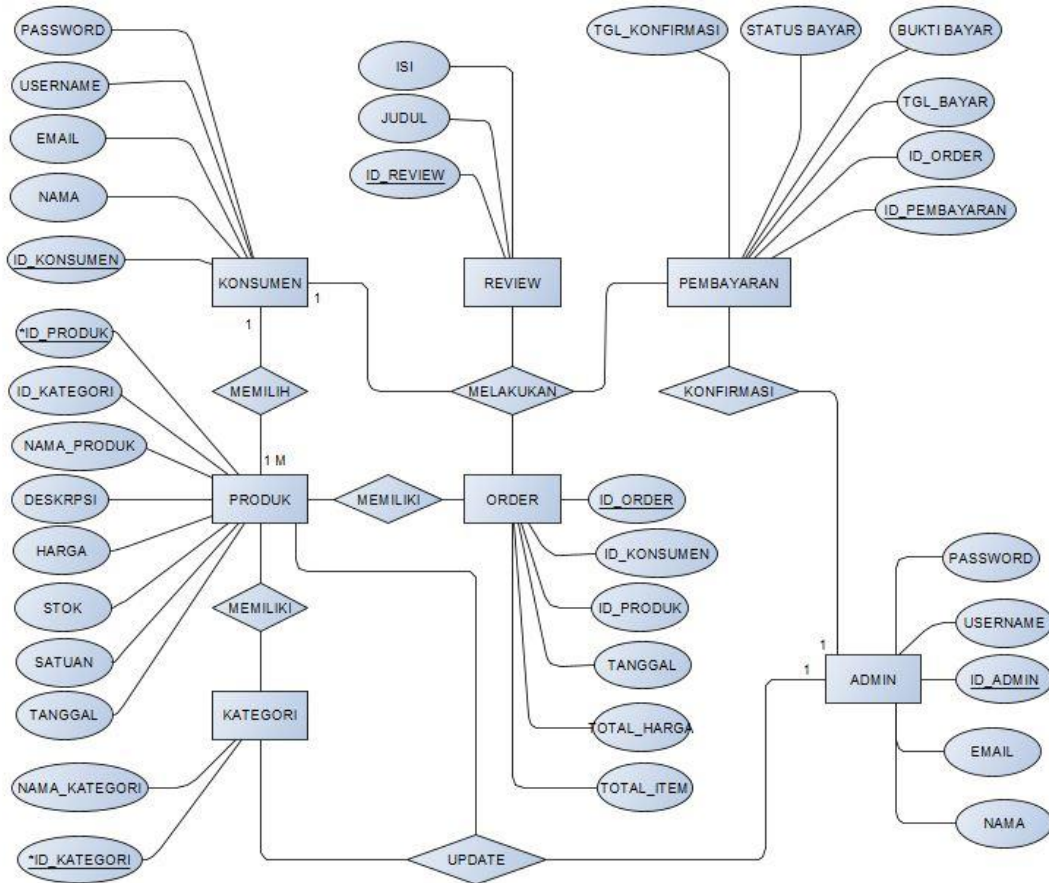 PASSWORD
USERNAME
EMAIL
NAMA
ID_KONSUMEN
KONSUMEN
1
1
ISI
JUDUL
ID_REVIEW
REVIEW
TGL_KONFIRMASI
STATUS BAYAR
BUKTI BAYAR
TGL_BAYAR
ID_ORDER
ID_PEMBAYARAN
PEMBAYARAN
MEMILIH
MELAKUKAN
KONFIRMASI
*ID_PRODUK
ID_KATEGORI
NAMA_PRODUK
DESKRPSI
HARGA
STOK
SATUAN
TANGGAL
1 M
PRODUK
MEMILIKI
ORDER
ID_ORDER
ID_KONSUMEN
ID_PRODUK
TANGGAL
TOTAL_HARGA
TOTAL_ITEM
MEMILIKI
KATEGORI
NAMA_KATEGORI
*ID_KATEGORI
UPDATE
1
1
ADMIN
PASSWORD
USERNAME
ID_ADMIN
EMAIL
NAMA